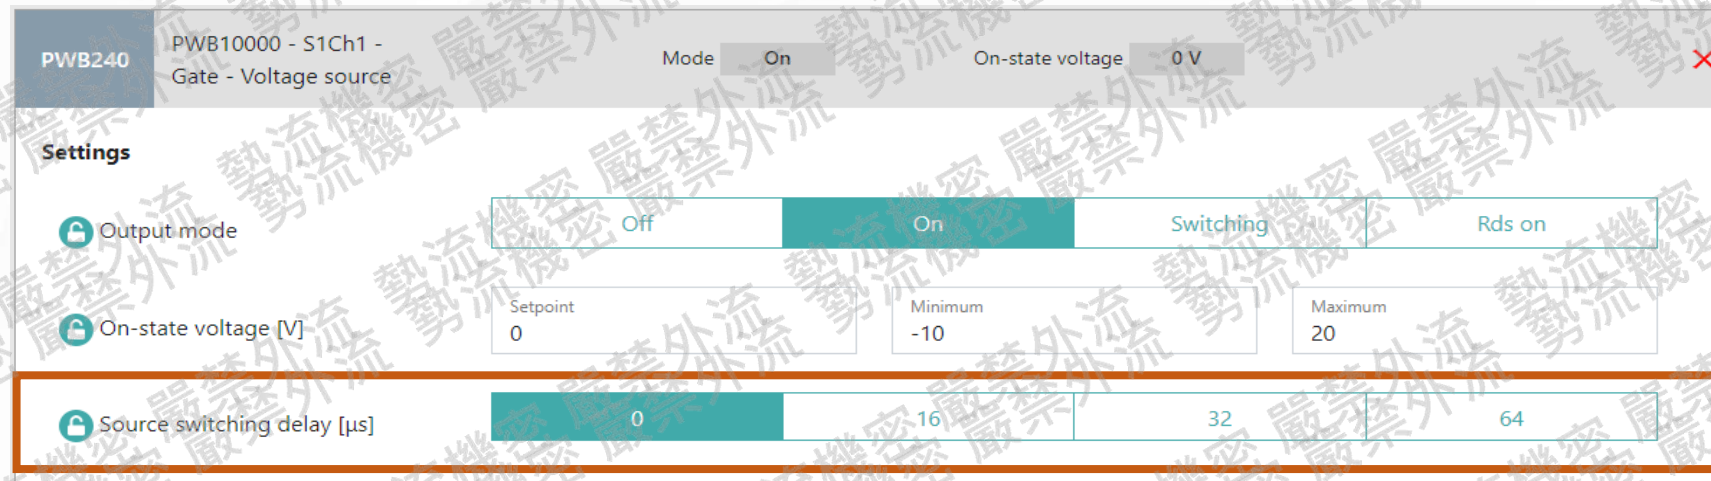 PWB240
PWB10000 - S1Ch1 -
Gate - Voltage source
Mode On
On-state voltage 0 V
Settings
Output mode
Off On Switching Rds on
On-state voltage [V]
Setpoint
0
Minimum
-10
Maximum
20
Source switching delay [µs]
0 16 32 64
勢流機密 嚴禁外流